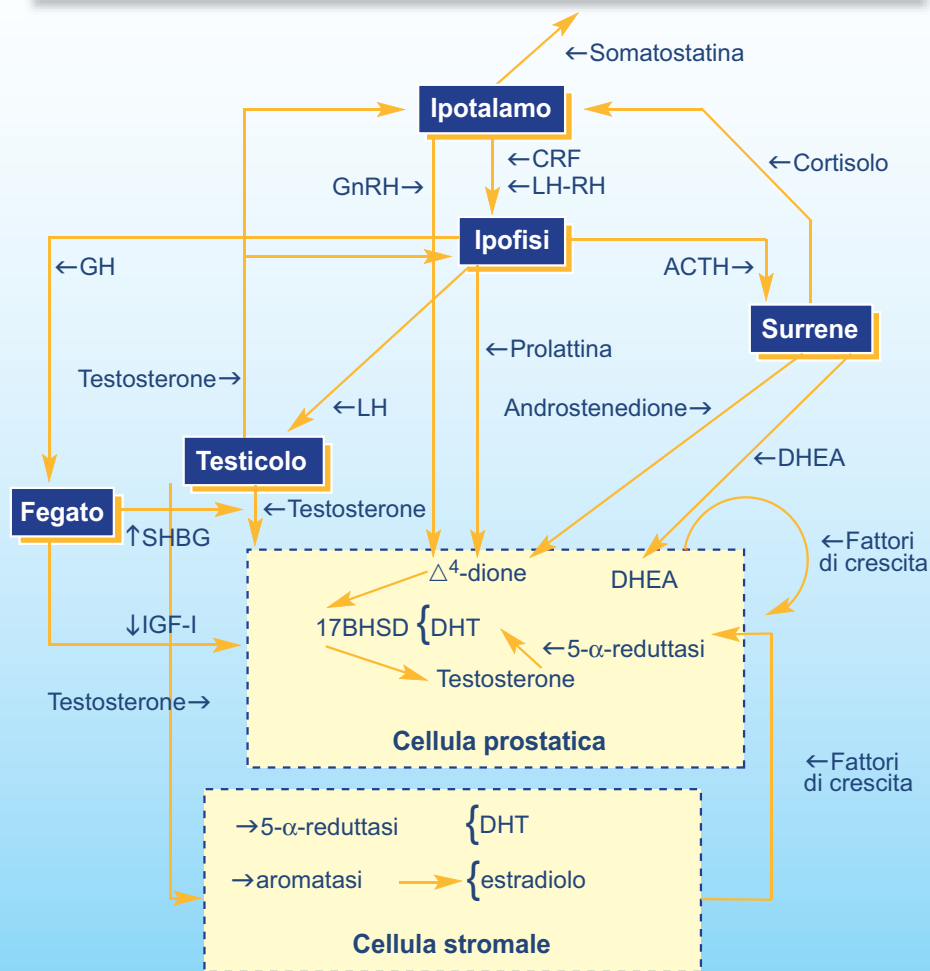 ←Somatostatina
Ipotalamo
←CRF
←Cortisolo
GnRH→
←LH-RH
Ipofisi
←GH
ACTH→
Surrene
←Prolattina
Testosterone→
Androstenedione→
←LH
Testicolo
←DHEA
Fegato
←Testosterone
↑SHBG
←Fattori
di crescita
△⁴-dione
DHEA
17BHSD {DHT
↓IGF-I
←5-α-reduttasi
Testosterone
Testosterone→
Cellula prostatica
←Fattori
di crescita
→5-α-reduttasi {DHT
→aromatasi {estradiolo
Cellula stromale